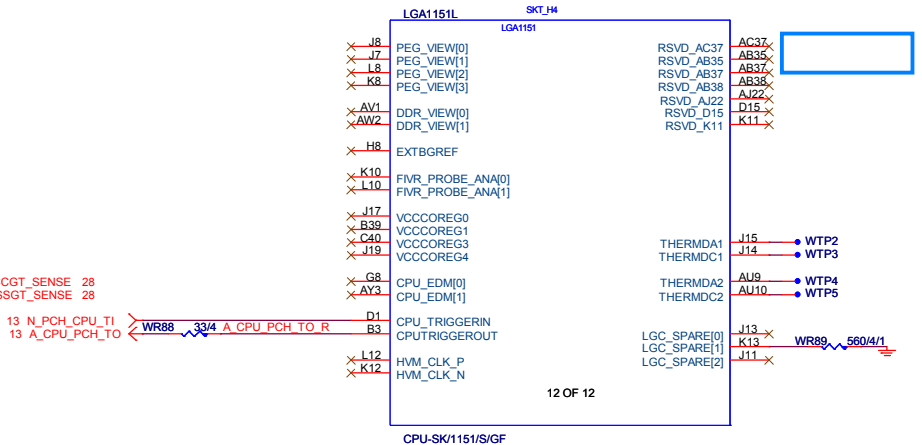 LGA1151L SKT_H4
LGA1151
J8 PEG_VIEW[0] RSVD_AC37 AC37
J7 PEG_VIEW[1] RSVD_AB35 AB35
L8 PEG_VIEW[2] RSVD_AB37 AB37
K8 PEG_VIEW[3] RSVD_AB38 AB38
RSVD_AJ22 AJ22
AV1 DDR_VIEW[0] RSVD_D15 D15
AW2 DDR_VIEW[1] RSVD_K11 K11
H8 EXTBGREF
K10 FIVR_PROBE_ANA[0]
L10 FIVR_PROBE_ANA[1]
J17 VCCCOREG0
B39 VCCCOREG1
C40 VCCCOREG3 THERMDA1 J15 WTP2
J19 VCCCOREG4 THERMDC1 J14 WTP3
CGT_SENSE 28 G8 CPU_EDM[0] THERMDA2 AU9 WTP4
SSGT_SENSE 28 AY3 CPU_EDM[1] THERMDC2 AU10 WTP5
13 N_PCH_CPU_TI D1 CPU_TRIGGERIN
13 A_CPU_PCH_TO WR88 33/4 A_CPU_PCH_TO_R B3 CPUTRIGGEROUT LGC_SPARE[0] J13
LGC_SPARE[1] K13 WR89 560/4/1
L12 HVM_CLK_P LGC_SPARE[2] J11
K12 HVM_CLK_N
12 OF 12
CPU-SK/1151/S/GF